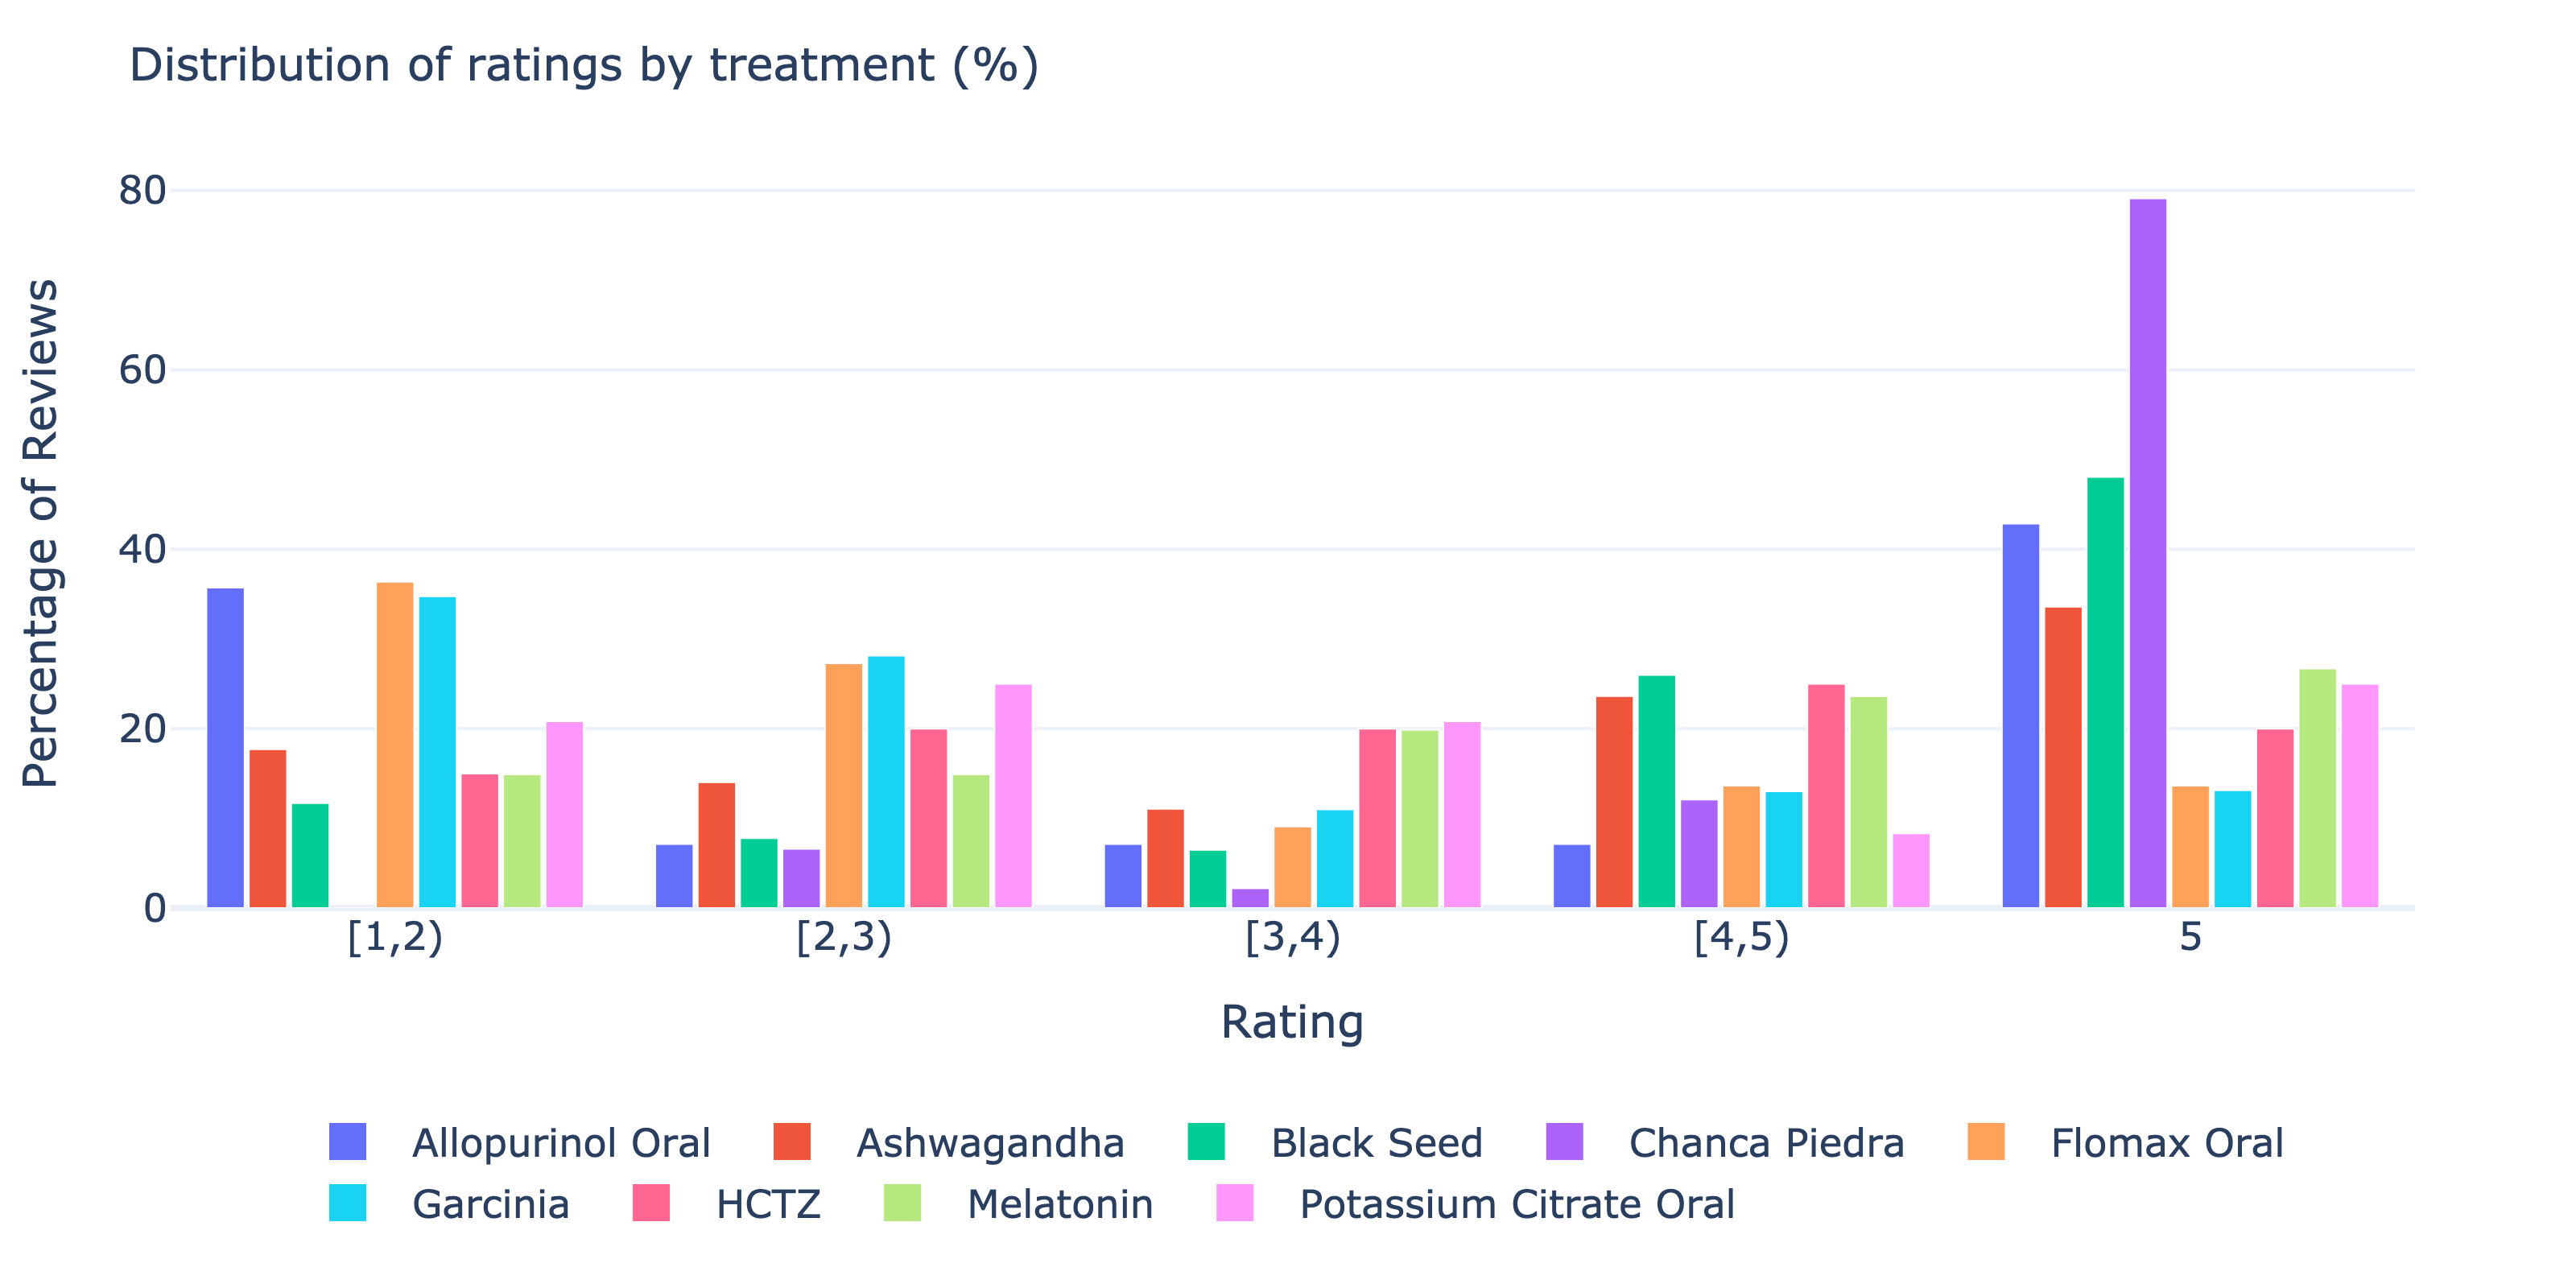 Distribution of ratings by treatment (%)
Percentage of Reviews
80
60
40
20
0
[1,2)
[2,3)
[3,4)
[4,5)
5
Rating
Allopurinol Oral
Ashwagandha
Black Seed
Chanca Piedra
Flomax Oral
Garcinia
HCTZ
Melatonin
Potassium Citrate Oral